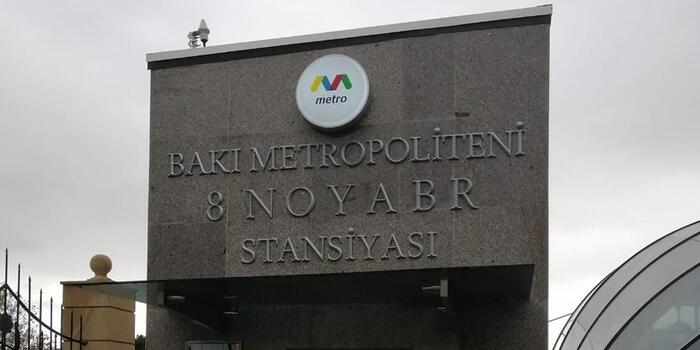 metro
BAKI METROPOLİTENİ
8 NOYABR
STANSİYASI